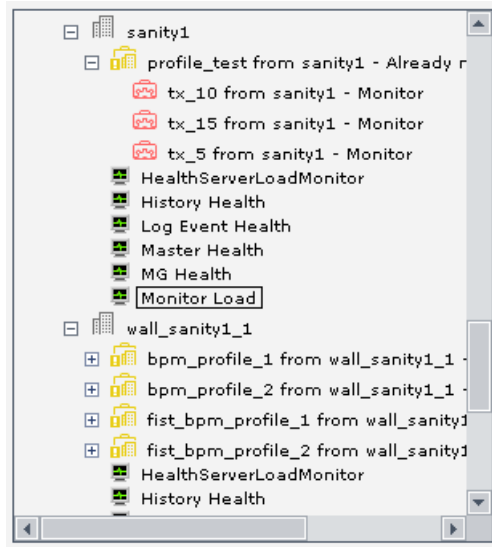 sanity1
profile_test from sanity1 - Already
tx_10 from sanity1 - Monitor
tx_15 from sanity1 - Monitor
tx_5 from sanity1 - Monitor
HealthServerLoadMonitor
History Health
Log Event Health
Master Health
MG Health
Monitor Load
wall_sanity1_1
bpm_profile_1 from wall_sanity1_1 -
bpm_profile_2 from wall_sanity1_1 -
fist_bpm_profile_1 from wall_sanity1
fist_bpm_profile_2 from wall_sanity1
HealthServerLoadMonitor
History Health